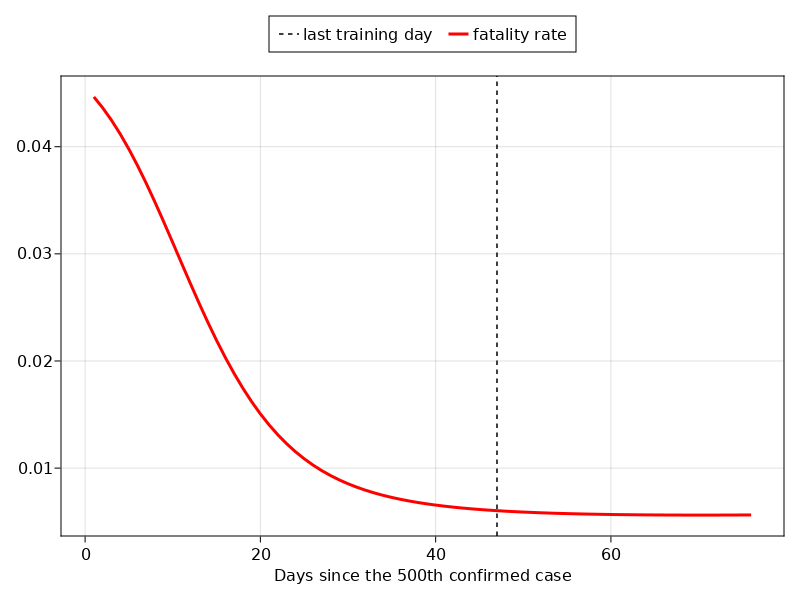 last training day fatality rate
0.04
0.03
0.02
0.01
0 20 40 60
Days since the 500th confirmed case